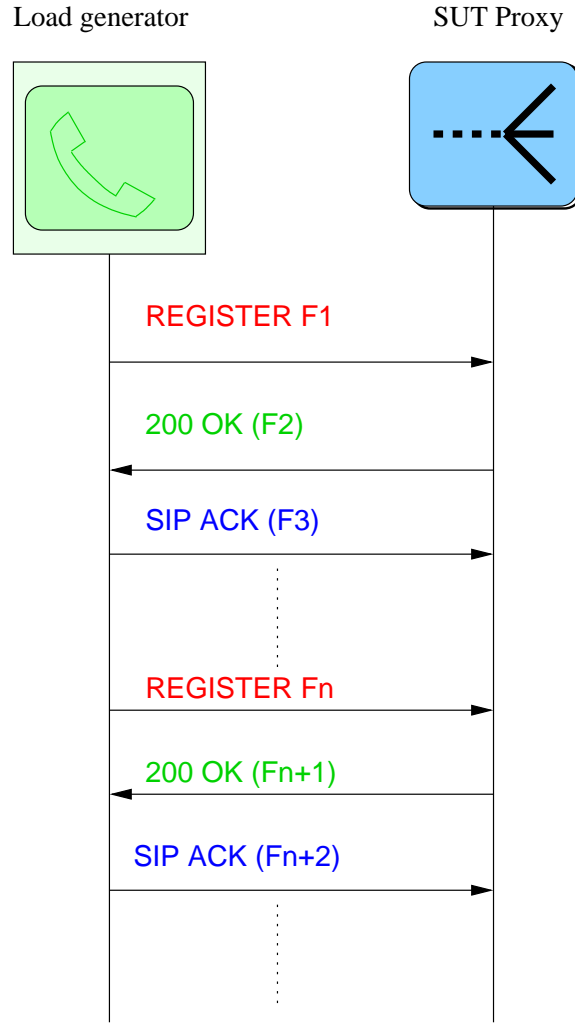 Load generator
SUT Proxy
REGISTER F1
200 OK (F2)
SIP ACK (F3)
REGISTER Fn
200 OK (Fn+1)
SIP ACK (Fn+2)